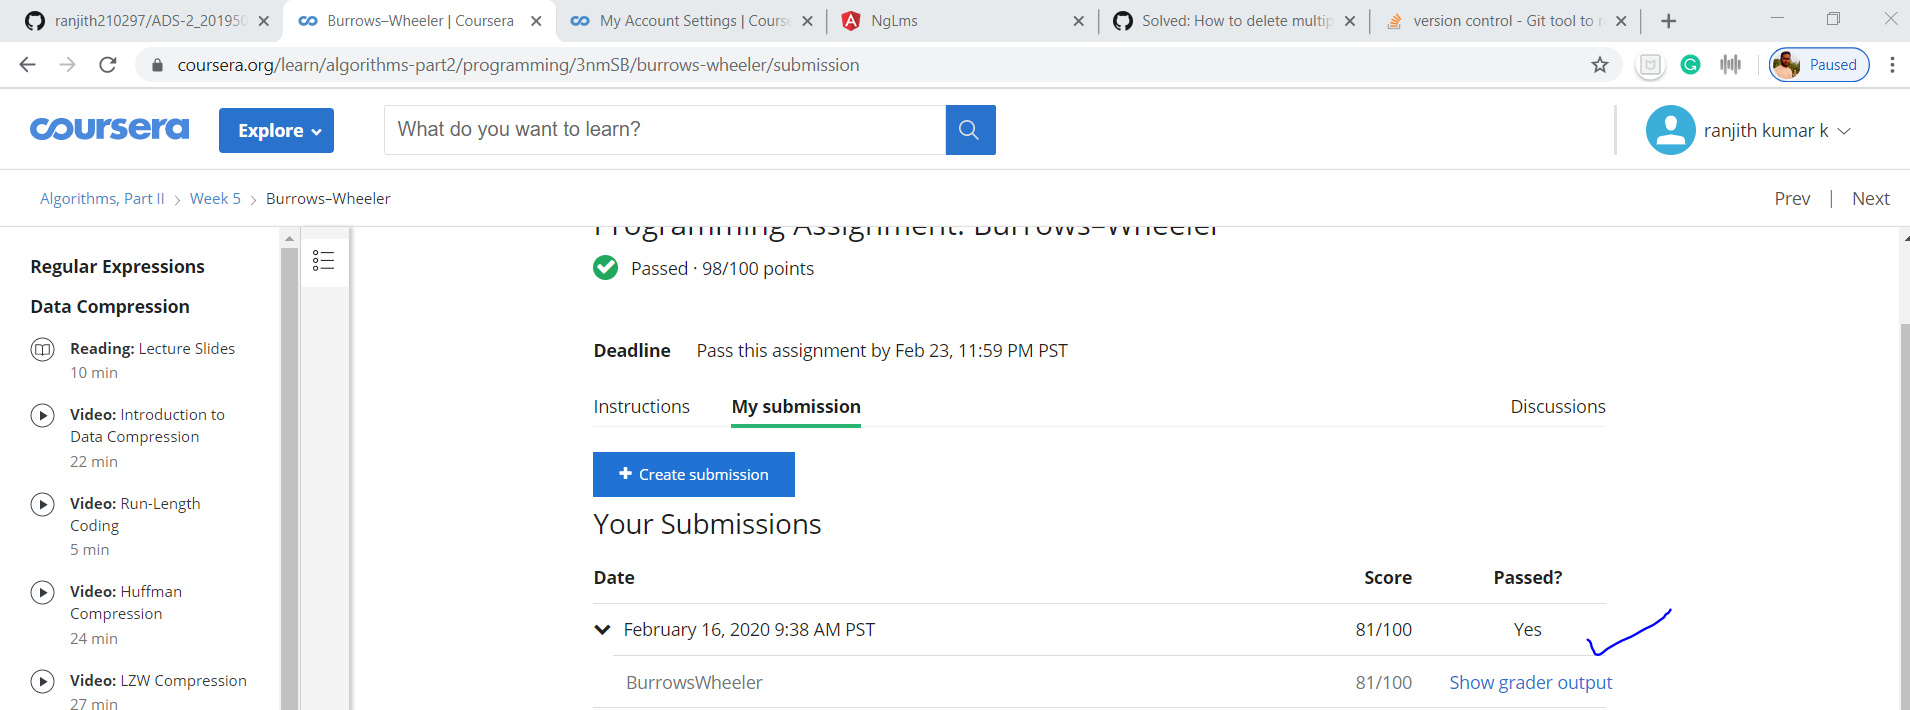 ranjith210297/ADS-2_201950
Burrows–Wheeler | Coursera
My Account Settings | Course
NgLms
Solved: How to delete multip
version control - Git tool to r
coursera.org/learn/algorithms-part2/programming/3nmSB/burrows-wheeler/submission
Paused
coursera
Explore
What do you want to learn?
ranjith kumar k
Algorithms, Part II > Week 5 > Burrows–Wheeler
Prev | Next
Programming Assignment: Burrows–Wheeler
Passed · 98/100 points
Regular Expressions
Data Compression
Reading: Lecture Slides
10 min
Video: Introduction to
Data Compression
22 min
Video: Run-Length
Coding
5 min
Video: Huffman
Compression
24 min
Video: LZW Compression
27 min
Deadline Pass this assignment by Feb 23, 11:59 PM PST
Instructions My submission Discussions
+ Create submission
Your Submissions
Date Score Passed?
February 16, 2020 9:38 AM PST 81/100 Yes
BurrowsWheeler 81/100 Show grader output